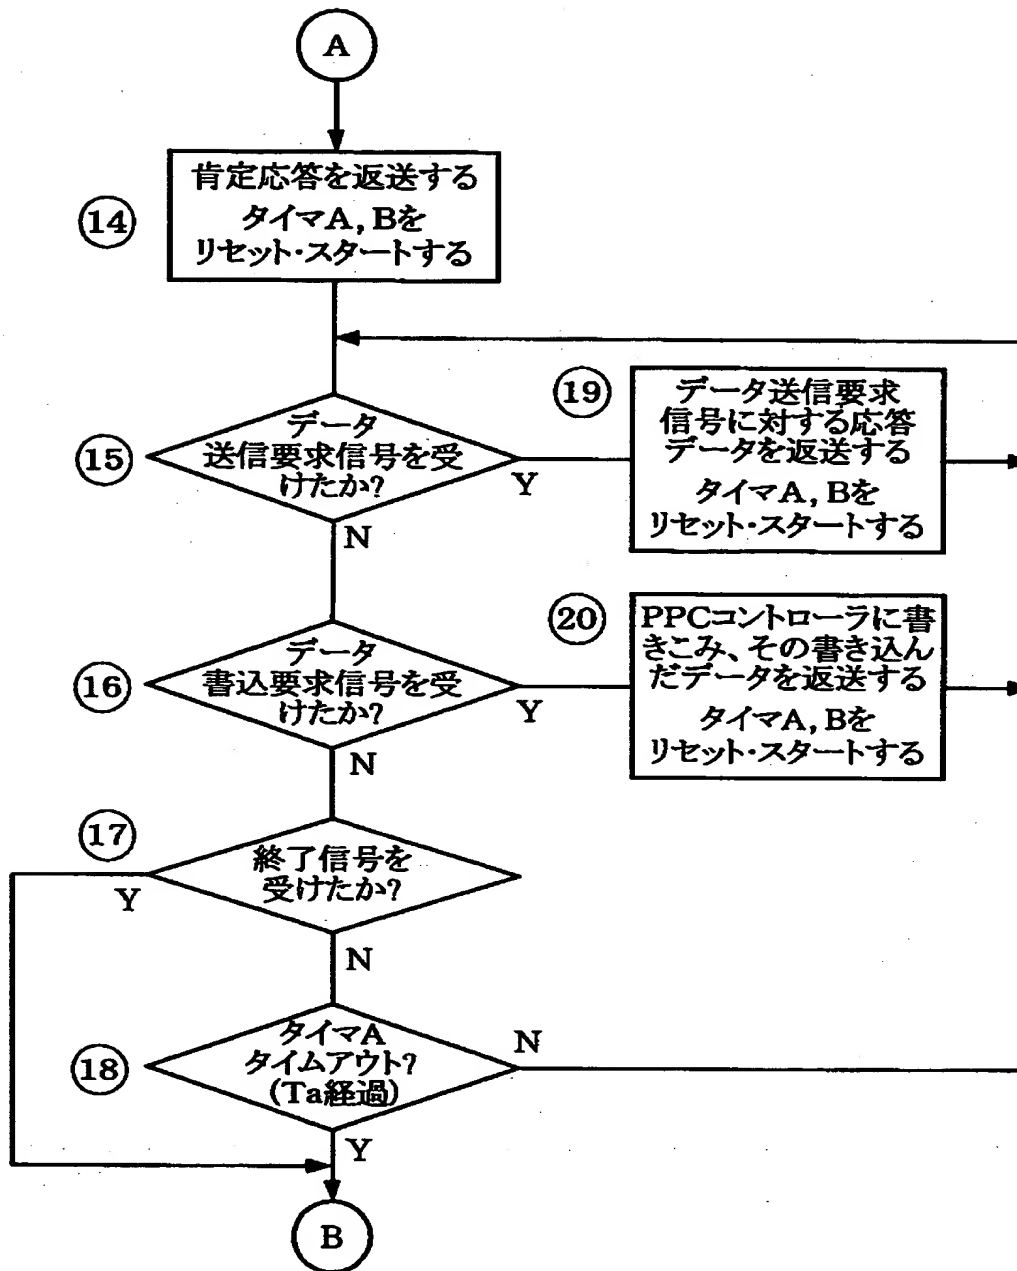 A
14
肯定応答を返送する
タイマA, Bを
リセット・スタートする
15
データ
送信要求信号を受
けたか?
Y
N
19
データ送信要求
信号に対する応答
データを返送する
タイマA, Bを
リセット・スタートする
16
データ
書込要求信号を受
けたか?
Y
N
20
PPCコントローラに書
きこみ、その書き込ん
だデータを返送する
タイマA, Bを
リセット・スタートする
17
終了信号を
受けたか?
Y
N
18
タイマA
タイムアウト?
(Ta経過)
N
Y
B